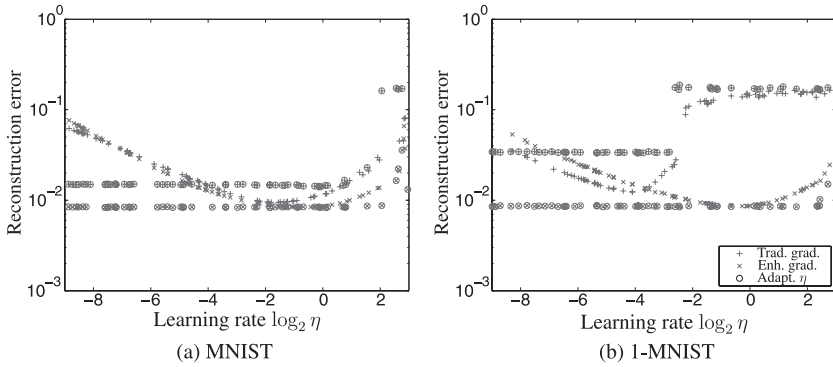 10^0
10^-1
10^-2
10^-3
Reconstruction error
−8 −6 −4 −2 0 2
Learning rate log_2 η
(a) MNIST
10^0
10^-1
10^-2
10^-3
Reconstruction error
−8 −6 −4 −2 0 2
Learning rate log_2 η
Trad. grad.
Enh. grad.
Adapt. η
(b) 1-MNIST